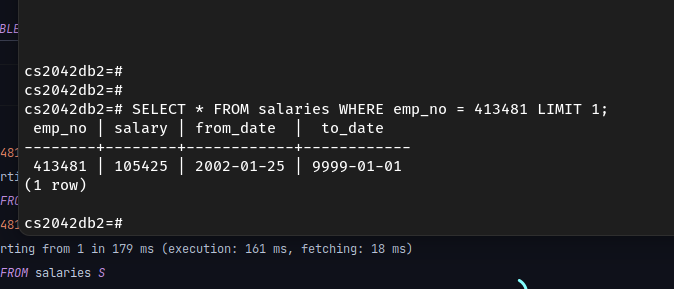 BLE
cs2042db2=#
cs2042db2=#
cs2042db2=# SELECT * FROM salaries WHERE emp_no = 413481 LIMIT 1;
 emp_no | salary | from_date  |  to_date
--------+--------+------------+------------
 413481 | 105425 | 2002-01-25 | 9999-01-01
(1 row)
cs2042db2=#
481
rti
FRO
481
rting from 1 in 179 ms (execution: 161 ms, fetching: 18 ms)
FROM salaries S